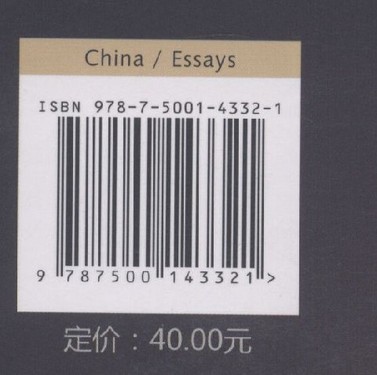 China / Essays
ISBN 978-7-5001-4332-1
9 787500 143321 >
定价：40.00元